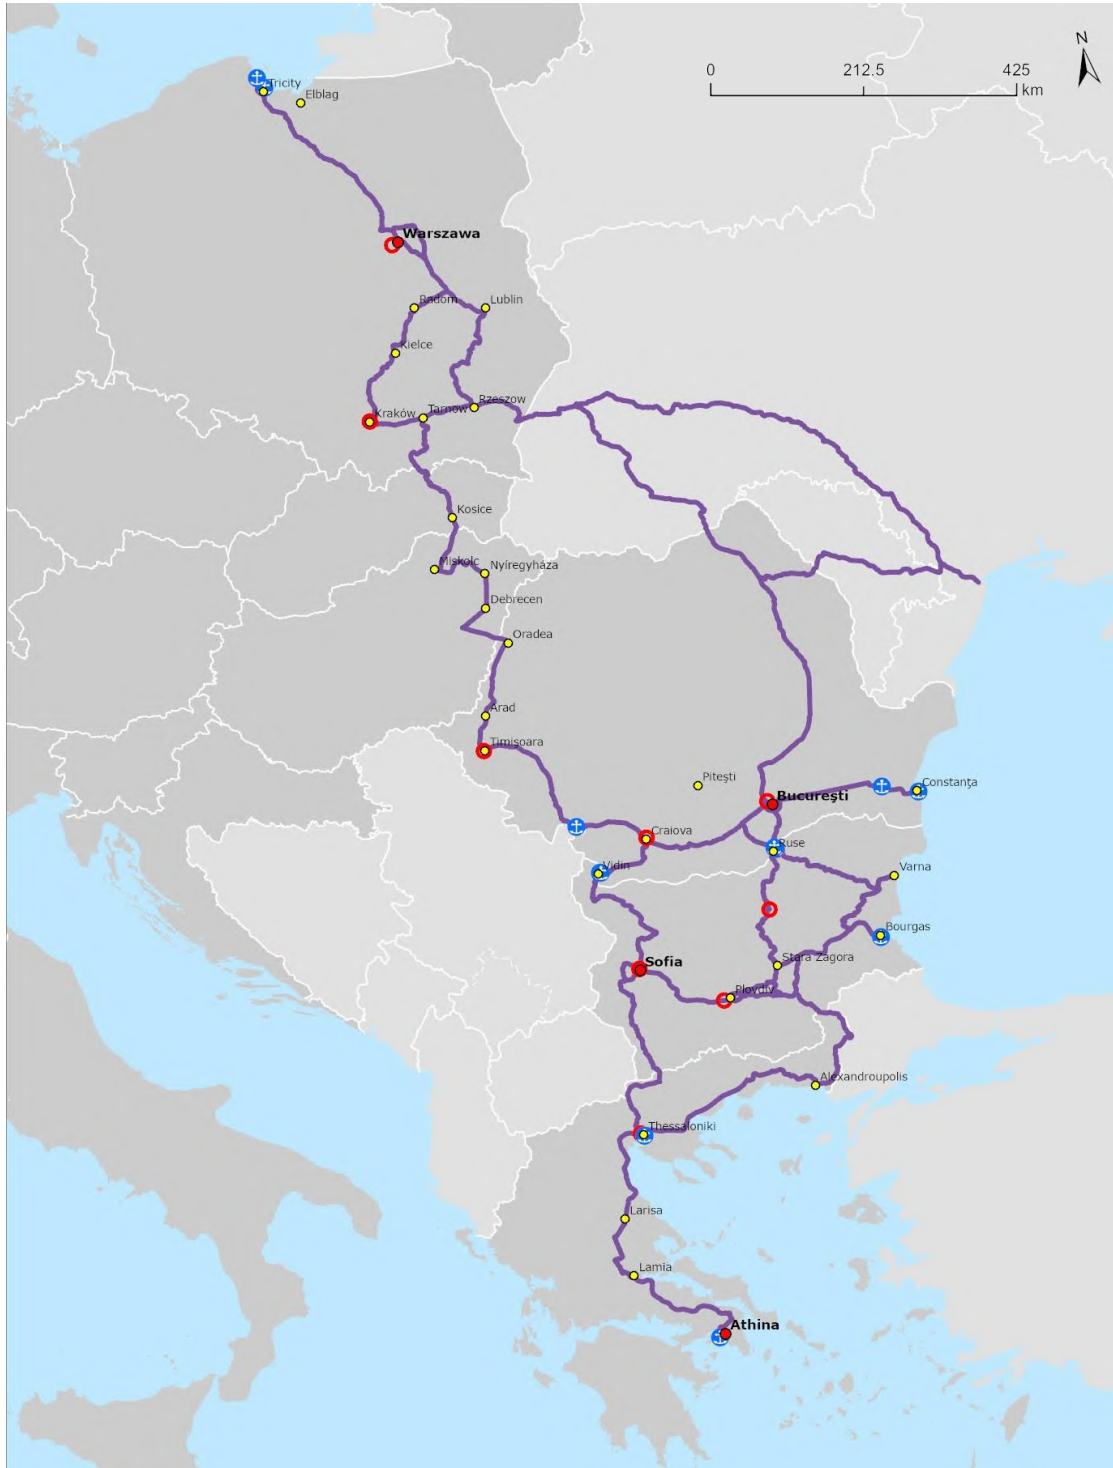 N
0 212.5 425
km
Tricity
Elbląg
Warszawa
Radom
Lublin
Kielce
Kraków
Tarnow
Rzeszow
Kosice
Miskolc
Nyíregyháza
Debrecen
Oradea
Arad
Timişoara
Piteşti
Bucureşti
Constanţa
Craiova
Ruse
Vidin
Varna
Bourgas
Sofia
Stara Zagora
Plovdiv
Alexandroupolis
Thessaloniki
Larisa
Lamia
Athina